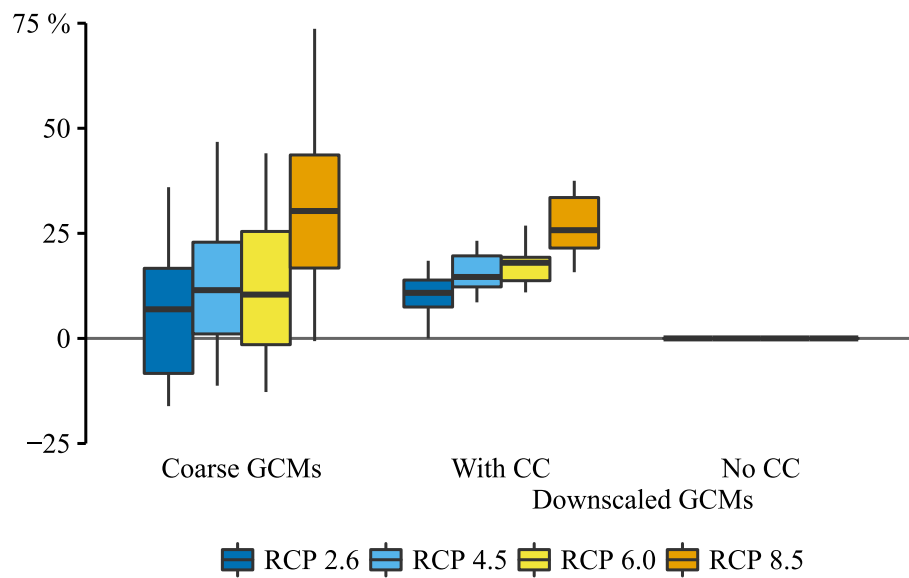 75 %
50
25
0
−25
Coarse GCMs With CC No CC
Downscaled GCMs
RCP 2.6 RCP 4.5 RCP 6.0 RCP 8.5